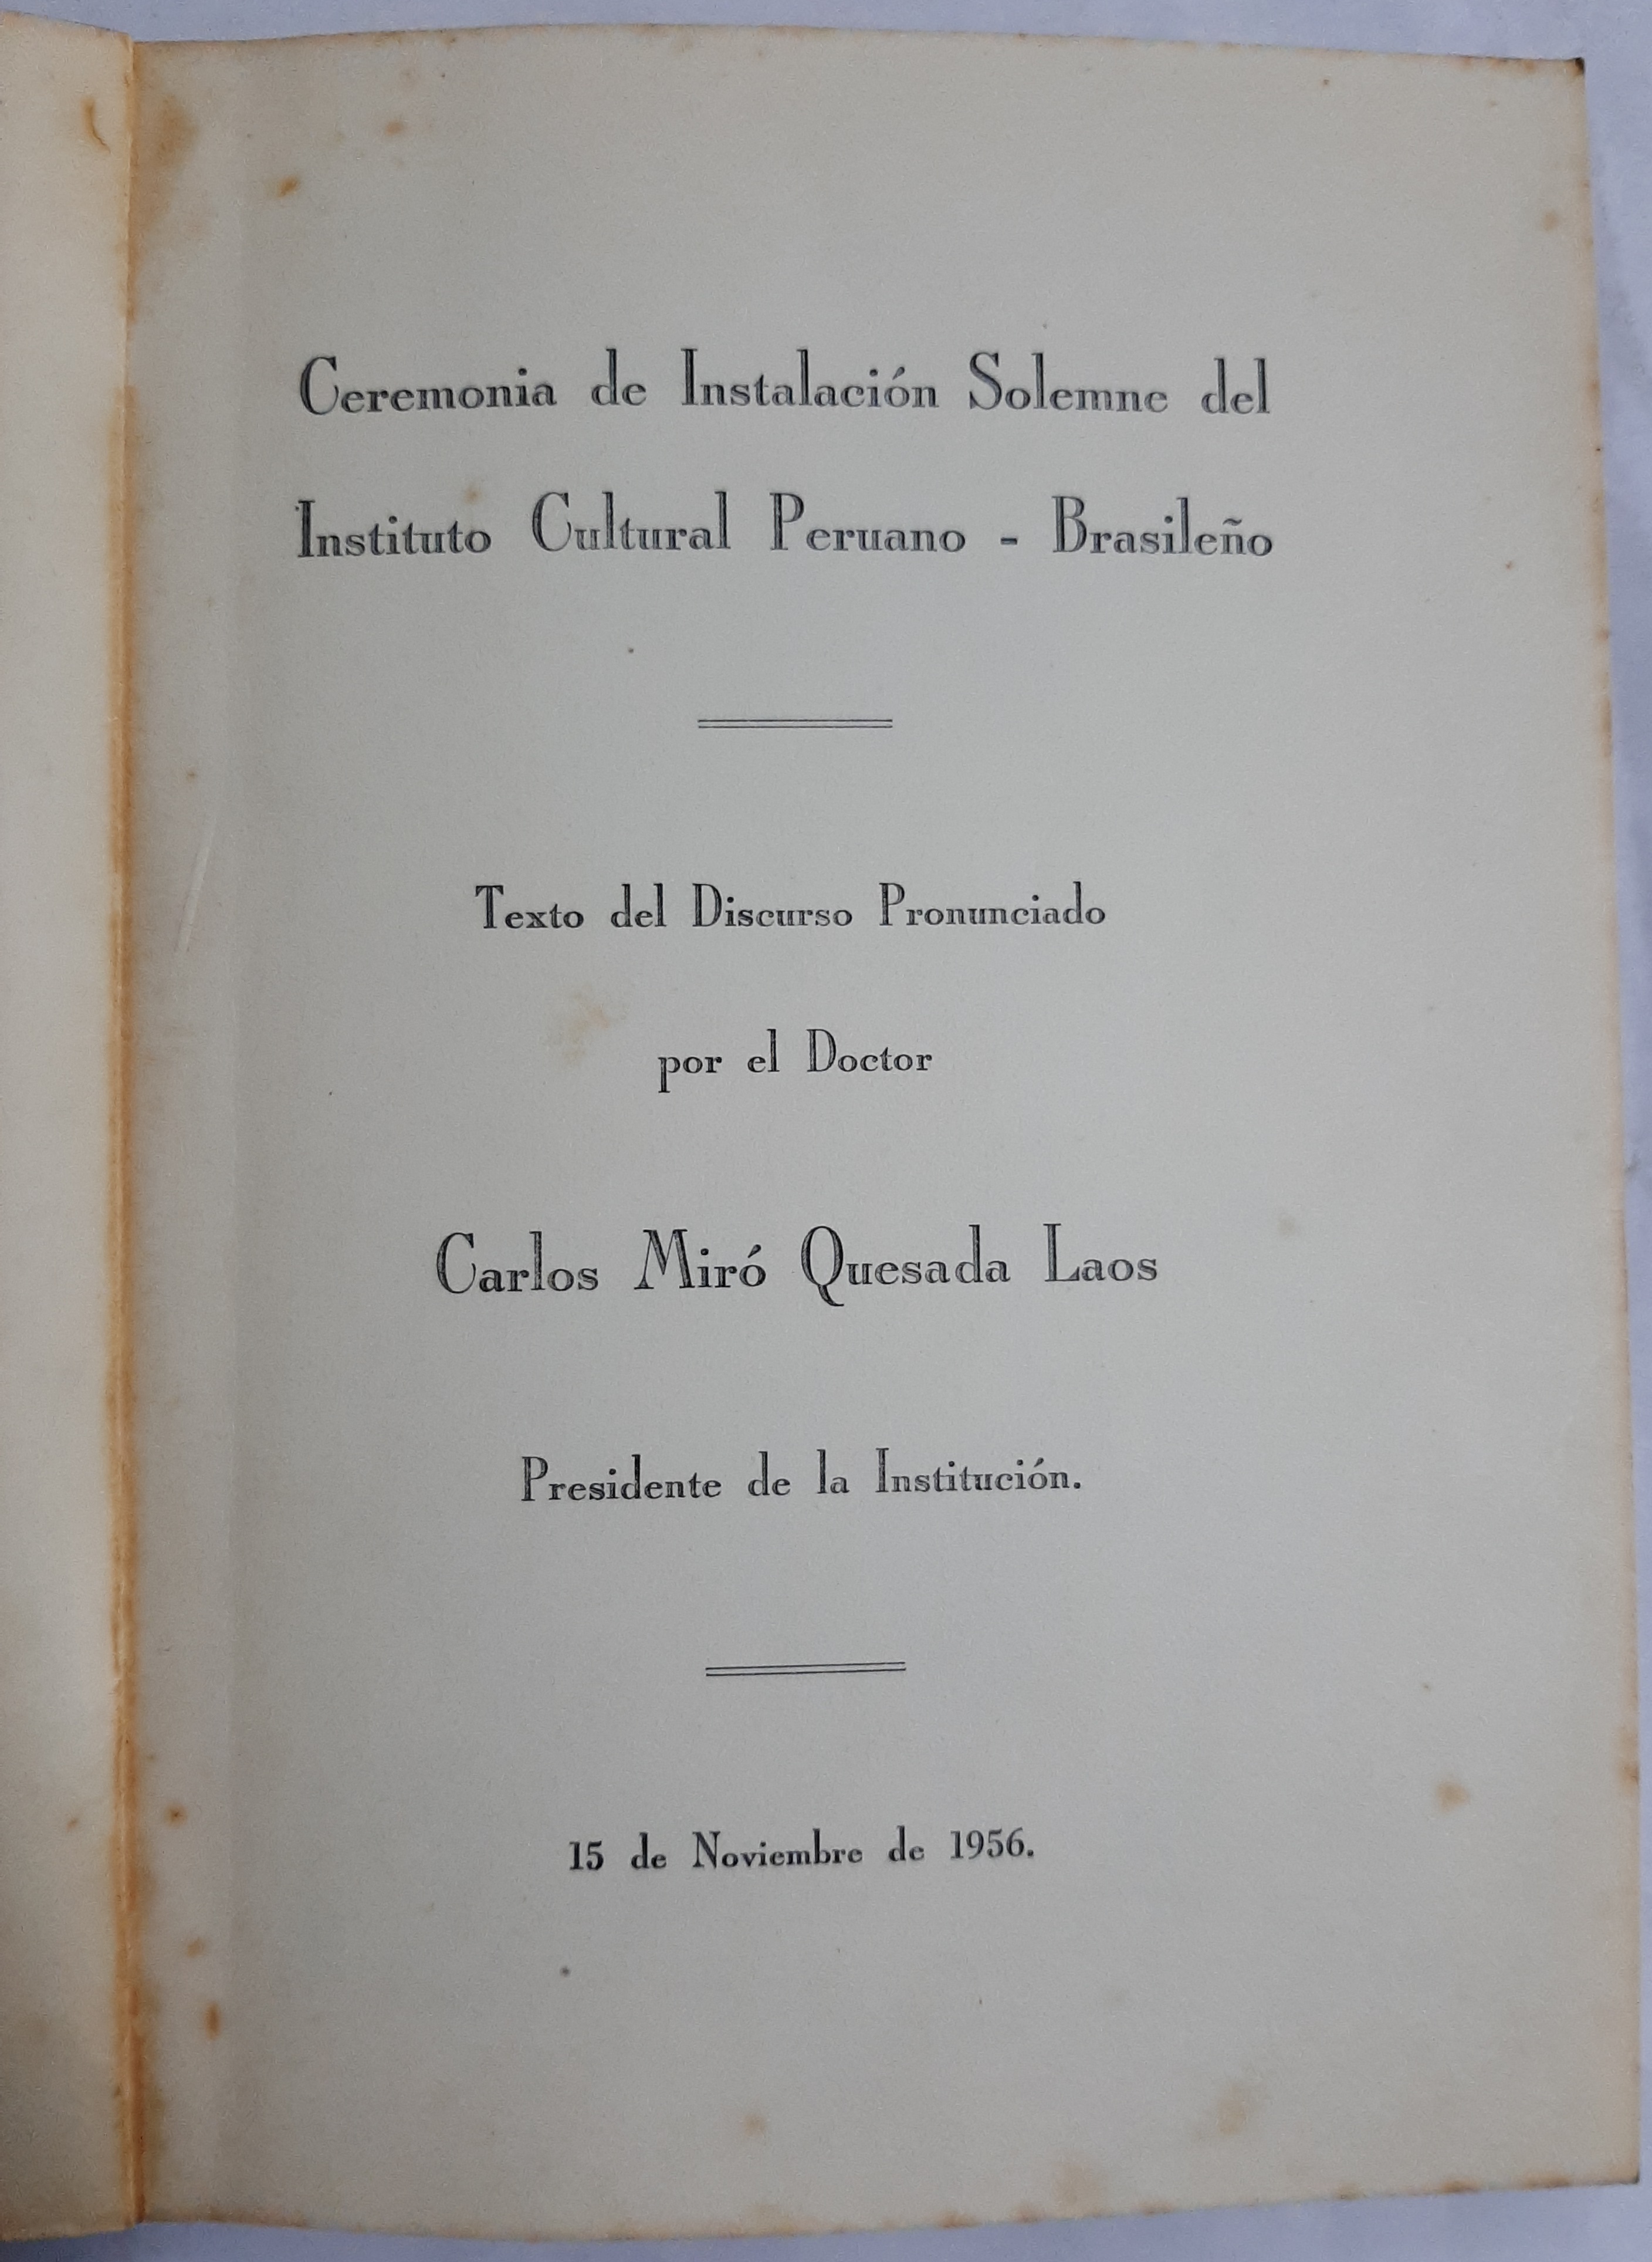 Ceremonia de Instalación Solemne del
Instituto Cultural Peruano - Brasileño
Texto del Discurso Pronunciado
por el Doctor
Carlos Miró Quesada Laos
Presidente de la Institución.
15 de Noviembre de 1956.